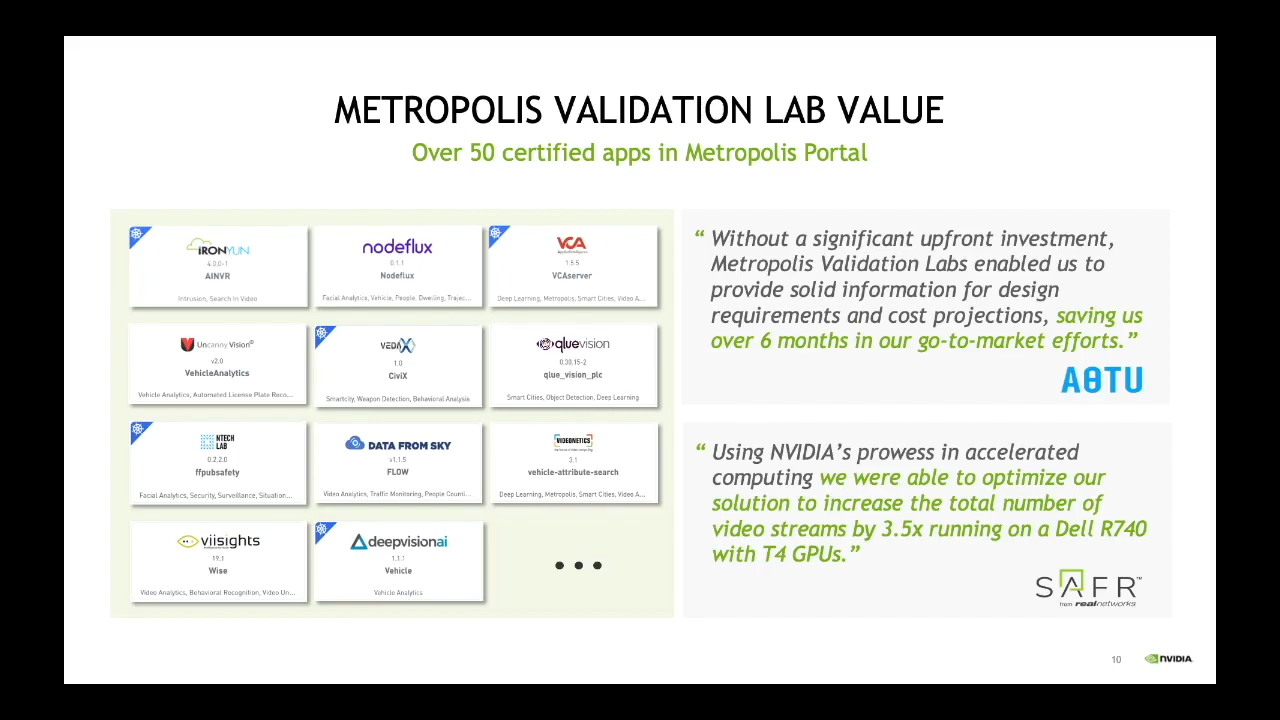 METROPOLIS VALIDATION LAB VALUE
Over 50 certified apps in Metropolis Portal
IRONYUN
4.0.0-1
AINVR
Intrusion, Search In Video
nodeflux
0.1.1
Nodeflux
Facial Analytics, Vehicle, People, Dwelling, Trajec...
VCA
1.5.5
VCAserver
Deep Learning, Metropolis, Smart Cities, Video A...
Uncanny Vision®
v2.0
VehicleAnalytics
Vehicle Analytics, Automated License Plate Reco...
VEDAX
1.0
CiviX
Smartcity, Weapon Detection, Behavioral Analysis
qluevision
0.30.15-2
qlue_vision_plc
Smart Cities, Object Detection, Deep Learning
NTECH
LAB
0.2.2.0
ffpubsafety
Facial Analytics, Security, Surveillance, Situation...
DATA FROM SKY
v1.1.5
FLOW
Video Analytics, Traffic Monitoring, People Counti...
VIDEONETICS
3.1
vehicle-attribute-search
Deep Learning, Metropolis, Smart Cities, Video A...
viisights
19.1
Wise
Video Analytics, Behavioral Recognition, Video Un...
deepvisionai
1.1.1
Vehicle
Vehicle Analytics
...
“ Without a significant upfront investment,
Metropolis Validation Labs enabled us to
provide solid information for design
requirements and cost projections, saving us
over 6 months in our go-to-market efforts.”
AΘTU
“ Using NVIDIA’s prowess in accelerated
computing we were able to optimize our
solution to increase the total number of
video streams by 3.5x running on a Dell R740
with T4 GPUs.”
SAFR™
from realnetworks
10
NVIDIA.